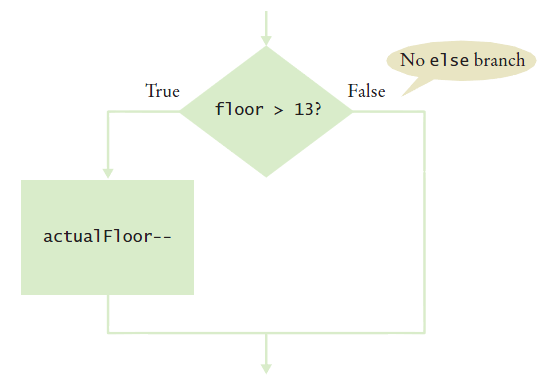 No else branch
True
False
floor > 13?
actualFloor--